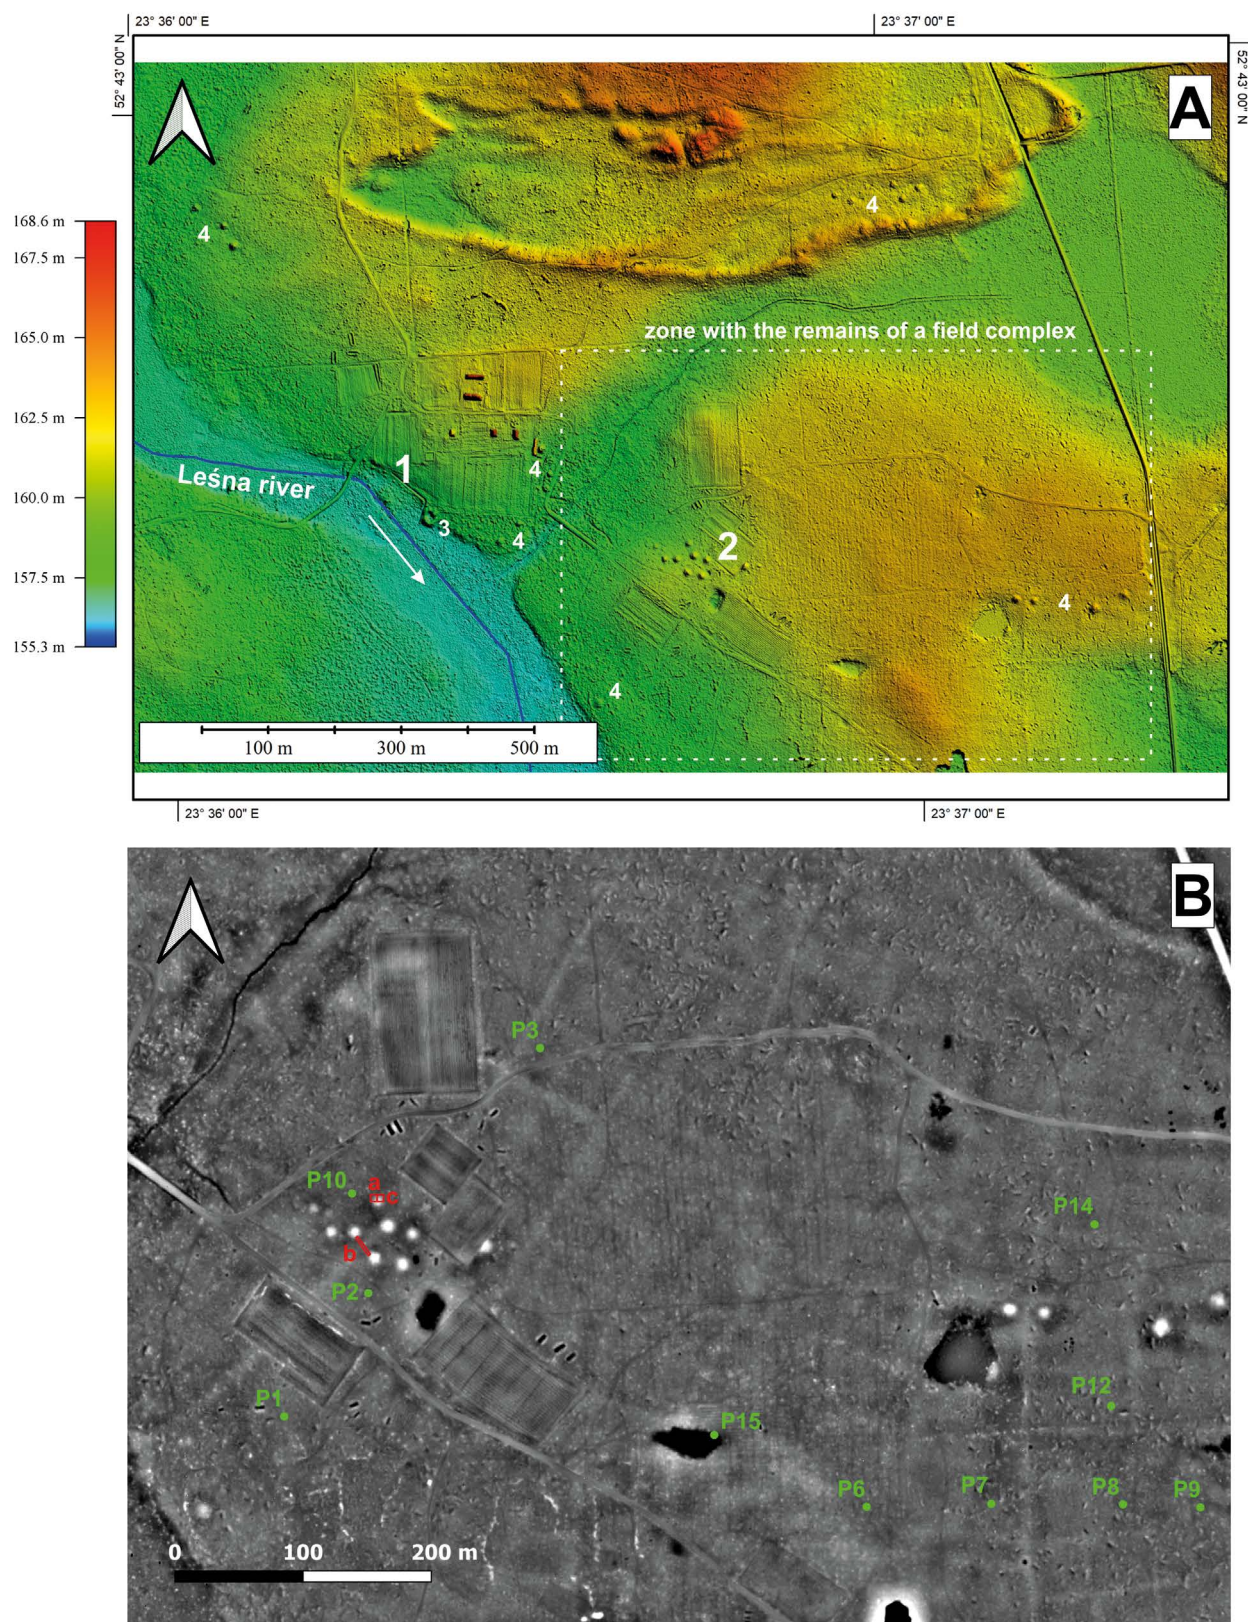 23° 36' 00" E
23° 37' 00" E
52° 43' 00" N
52° 43' 00" N
A
4
4
168.6 m
167.5 m
165.0 m
162.5 m
160.0 m
157.5 m
155.3 m
zone with the remains of a field complex
1
4
Leśna river
3
4
2
4
4
100 m
300 m
500 m
23° 36' 00" E
23° 37' 00" E
B
P3
P10
a
c
b
P14
P2
P1
P12
P15
P6
P7
P8
P9
0
100
200 m